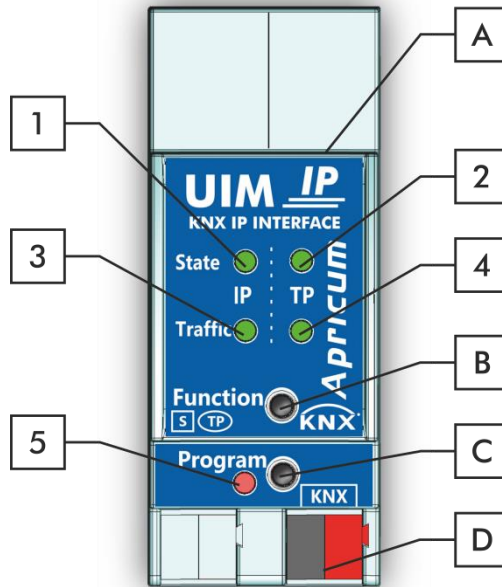 A
1
UIM IP
2
KNX IP INTERFACE
3
State
IP TP
4
Traffic
Apricum
Function
B
S TP
KNX
5
Program
C
KNX
D